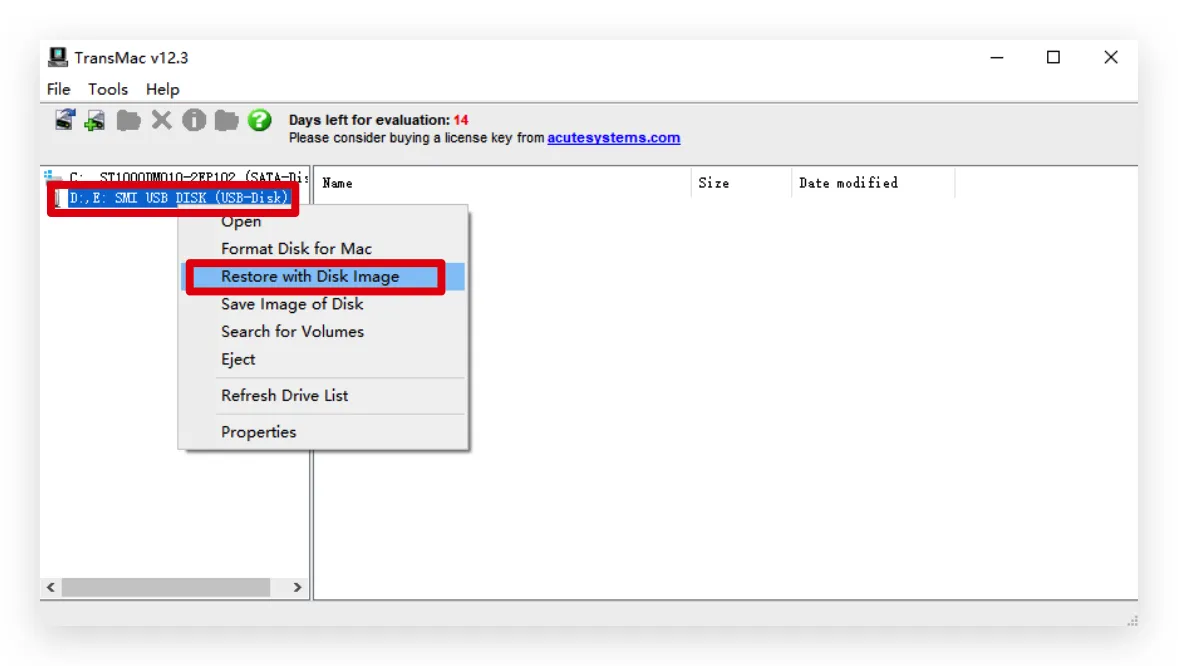 TransMac v12.3
File Tools Help
Days left for evaluation: 14
Please consider buying a license key from acutesystems.com
C: ST1000DM010-2EP102 (SATA-Dis
D:,E: SMI USB DISK (USB-Disk)
Name Size Date modified
Open
Format Disk for Mac
Restore with Disk Image
Save Image of Disk
Search for Volumes
Eject
Refresh Drive List
Properties